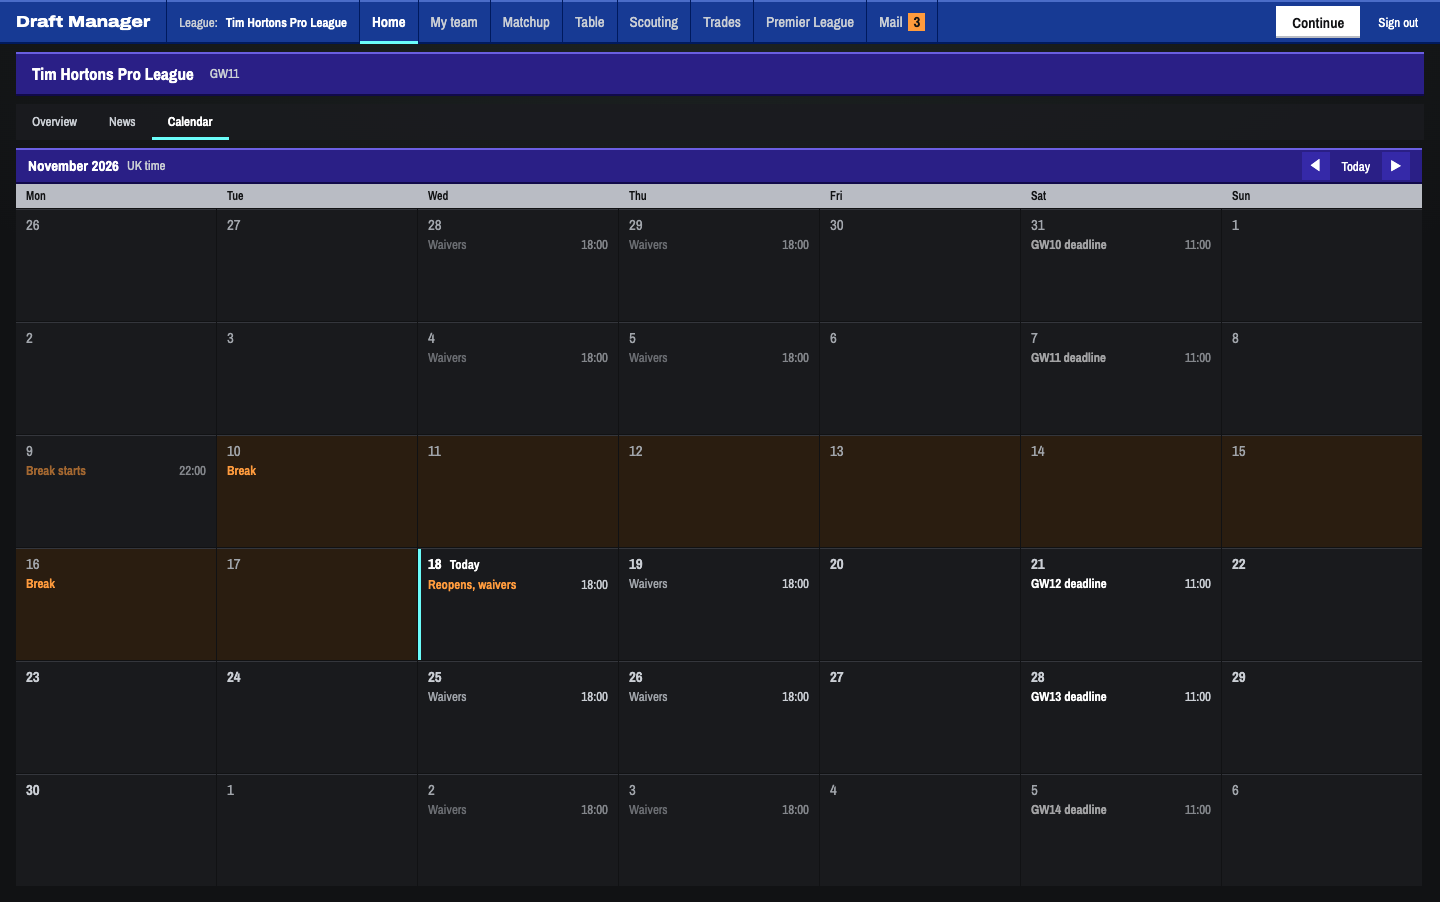 Draft Manager League: Tim Hortons Pro League Home My team Matchup Table Scouting Trades Premier League Mail 3 Continue Sign out
Tim Hortons Pro League GW11
Overview News Calendar
November 2026 UK time ◀ Today ▶
Mon Tue Wed Thu Fri Sat Sun
26 27 28 29 30 31 1
Waivers 18:00 Waivers 18:00 GW10 deadline 11:00
2 3 4 5 6 7 8
Waivers 18:00 Waivers 18:00 GW11 deadline 11:00
9 10 11 12 13 14 15
Break starts 22:00 Break
16 17 18 Today 19 20 21 22
Break Reopens, waivers 18:00 Waivers 18:00 GW12 deadline 11:00
23 24 25 26 27 28 29
Waivers 18:00 Waivers 18:00 GW13 deadline 11:00
30 1 2 3 4 5 6
Waivers 18:00 Waivers 18:00 GW14 deadline 11:00